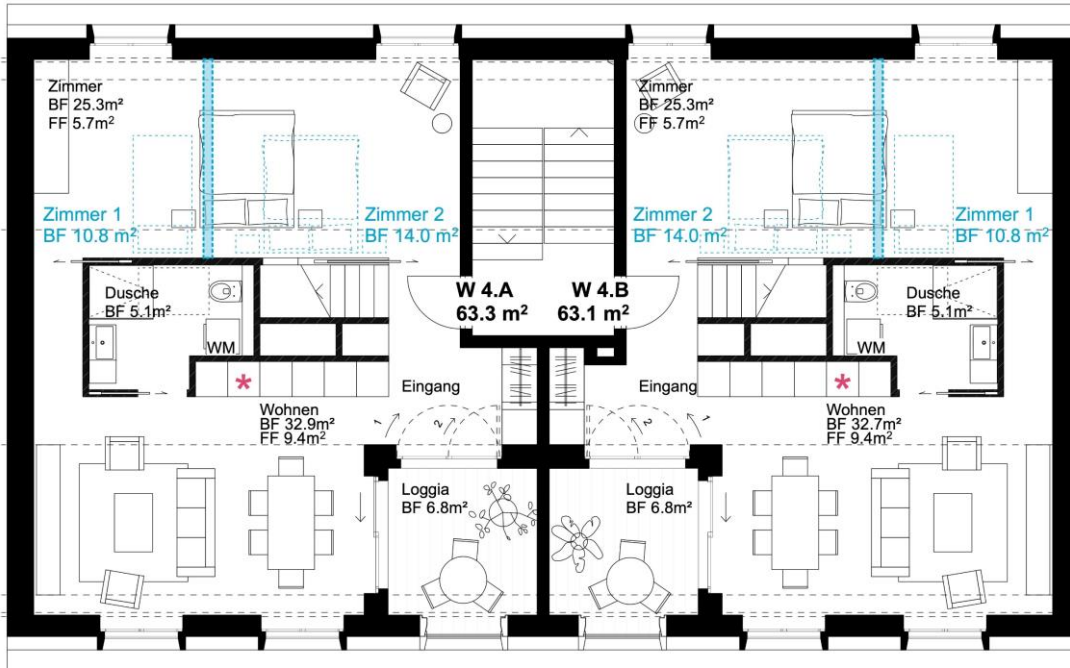 Zimmer
BF 25.3m²
FF 5.7m²
Zimmer 1
BF 10.8 m²
Zimmer 2
BF 14.0 m²
Zimmer
BF 25.3m²
FF 5.7m²
Zimmer 2
BF 14.0 m²
Zimmer 1
BF 10.8 m²
Dusche
BF 5.1m²
WM
W 4.A
63.3 m²
W 4.B
63.1 m²
Dusche
BF 5.1m²
WM
*
Eingang
Eingang
*
Wohnen
BF 32.9m²
FF 9.4m²
1
2
2
1
Wohnen
BF 32.7m²
FF 9.4m²
Loggia
BF 6.8m²
Loggia
BF 6.8m²